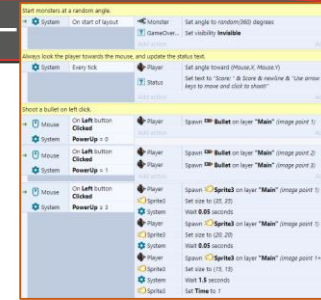 Start monsters at a random angle.
System On start of layout Monster Set angle to random(360) degrees
GameOver... Set visibility Invisible
Add action
Always look the player towards the mouse, and update the status text.
System Every tick Player Set angle toward (Mouse.X, Mouse.Y)
Status Set text to "Score: " & Score & newline & "Use arrow
keys to move and click to shoot!"
Add action
Shoot a bullet on left click.
Mouse On Left button Clicked Player Spawn Bullet on layer "Main" (image point 1)
System PowerUp = 0 Add action
Mouse On Left button Clicked Player Spawn Bullet on layer "Main" (image point 2)
System PowerUp = 1 Player Spawn Bullet on layer "Main" (image point 3)
Add action
Mouse On Left button Clicked Player Spawn Sprite3 on layer "Main" (image point 1)
System PowerUp = 3 Sprite3 Set size to (25, 25)
System Wait 0.05 seconds
Sprite3 Set size to (20, 20)
System Wait 0.05 seconds
Player Spawn Sprite3 on layer "Main" (image point
Sprite3 Set size to (15, 15)
System Wait 1.5 seconds
Sprite3 Set Time to 1